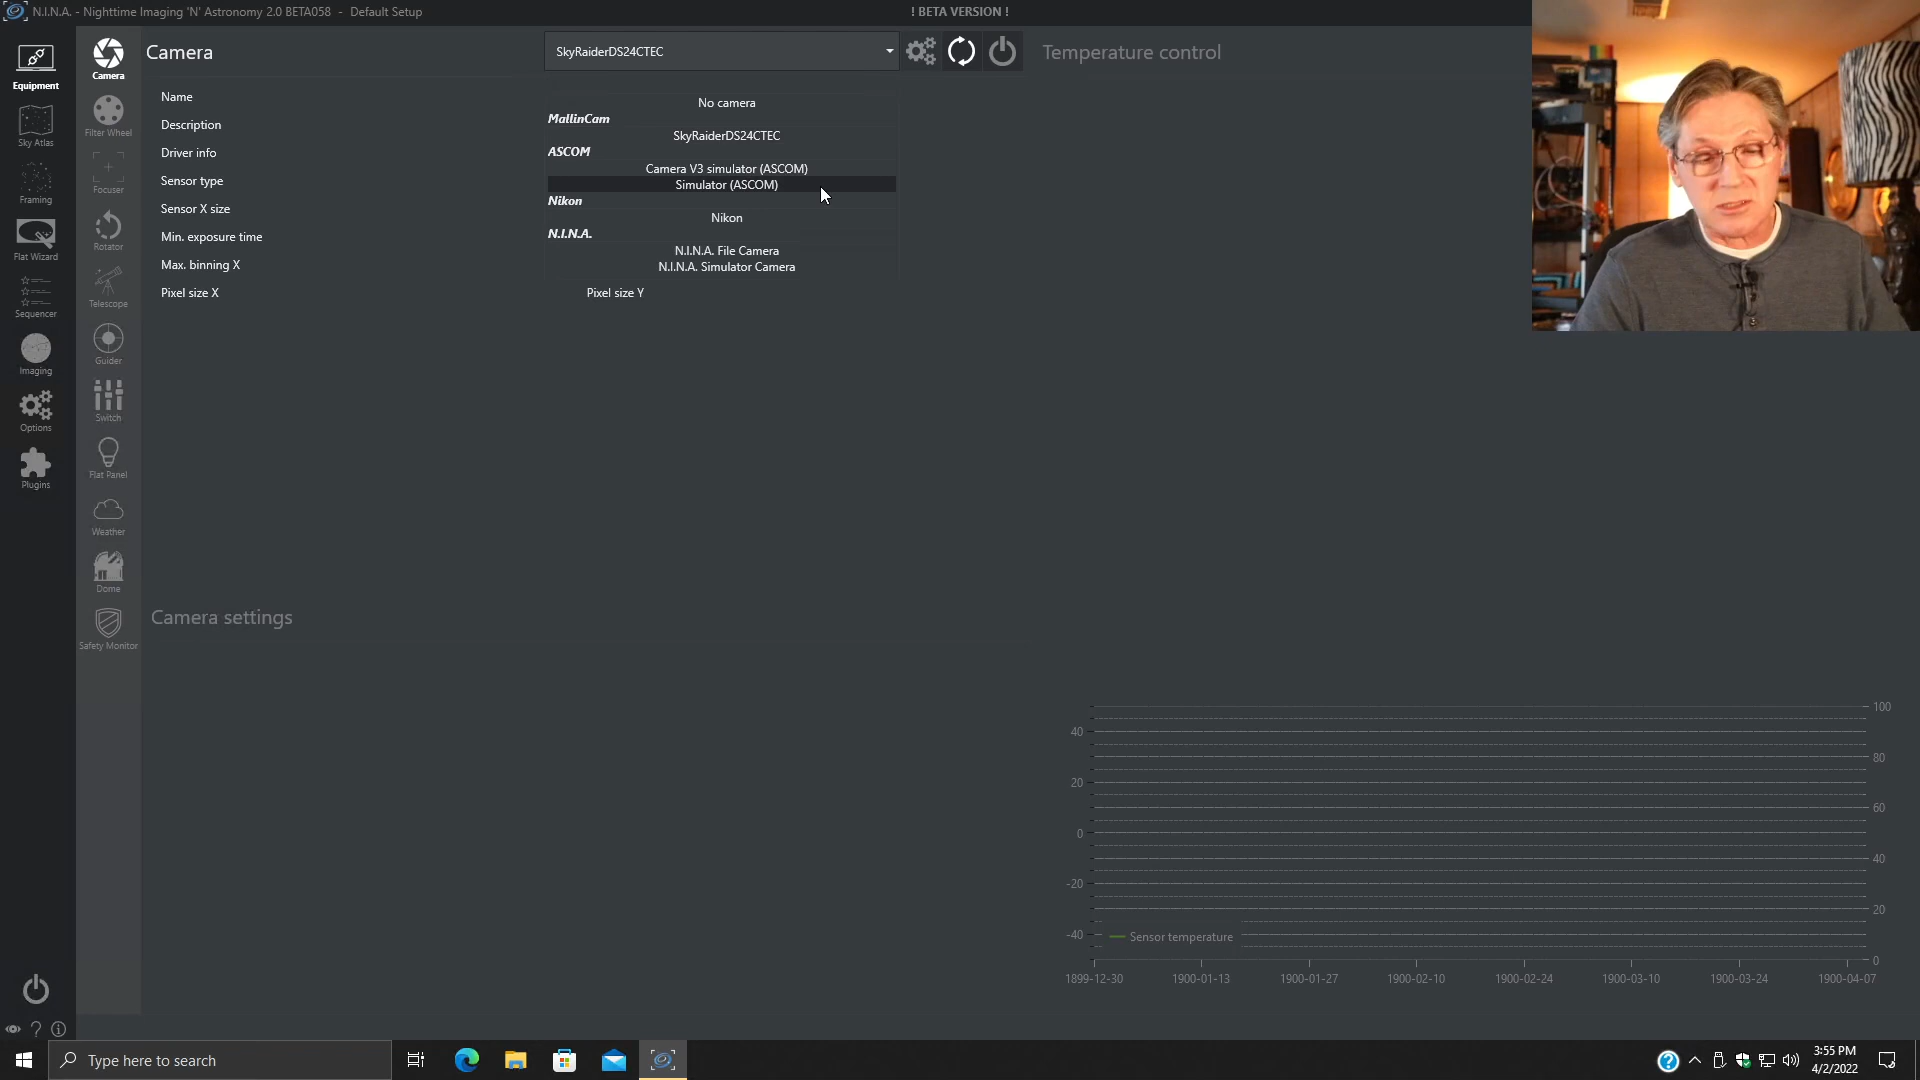 N.I.N.A. - Nighttime Imaging 'N' Astronomy 2.0 BETA058 - Default Setup
! BETA VERSION !
Equipment
Sky Atlas
Framing
Flat Wizard
Sequencer
Imaging
Options
Plugins
Camera
Filter Wheel
Focuser
Rotator
Telescope
Guider
Switch
Flat Panel
Weather
Dome
Safety Monitor
Camera
SkyRaiderDS24CTEC
Name
Description
Driver info
Sensor type
Sensor X size
Min. exposure time
Max. binning X
Pixel size X
Pixel size Y
No camera
MallinCam
SkyRaiderDS24CTEC
ASCOM
Camera V3 simulator (ASCOM)
Simulator (ASCOM)
Nikon
Nikon
N.I.N.A.
N.I.N.A. File Camera
N.I.N.A. Simulator Camera
Temperature control
Camera settings
40
20
0
-20
-40
100
80
60
40
20
0
Sensor temperature
1899-12-30 1900-01-13 1900-01-27 1900-02-10 1900-02-24 1900-03-10 1900-03-24 1900-04-07
Type here to search
3:55 PM
4/2/2022